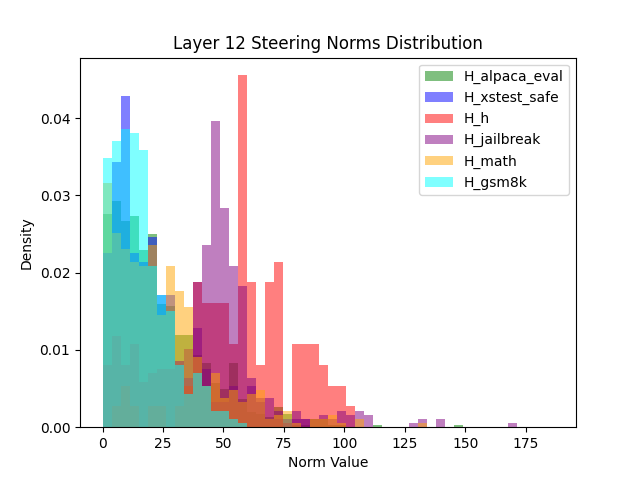 Layer 12 Steering Norms Distribution
H_alpaca_eval
H_xstest_safe
H_h
H_jailbreak
H_math
H_gsm8k
Density
0.04
0.03
0.02
0.01
0.00
0 25 50 75 100 125 150 175
Norm Value